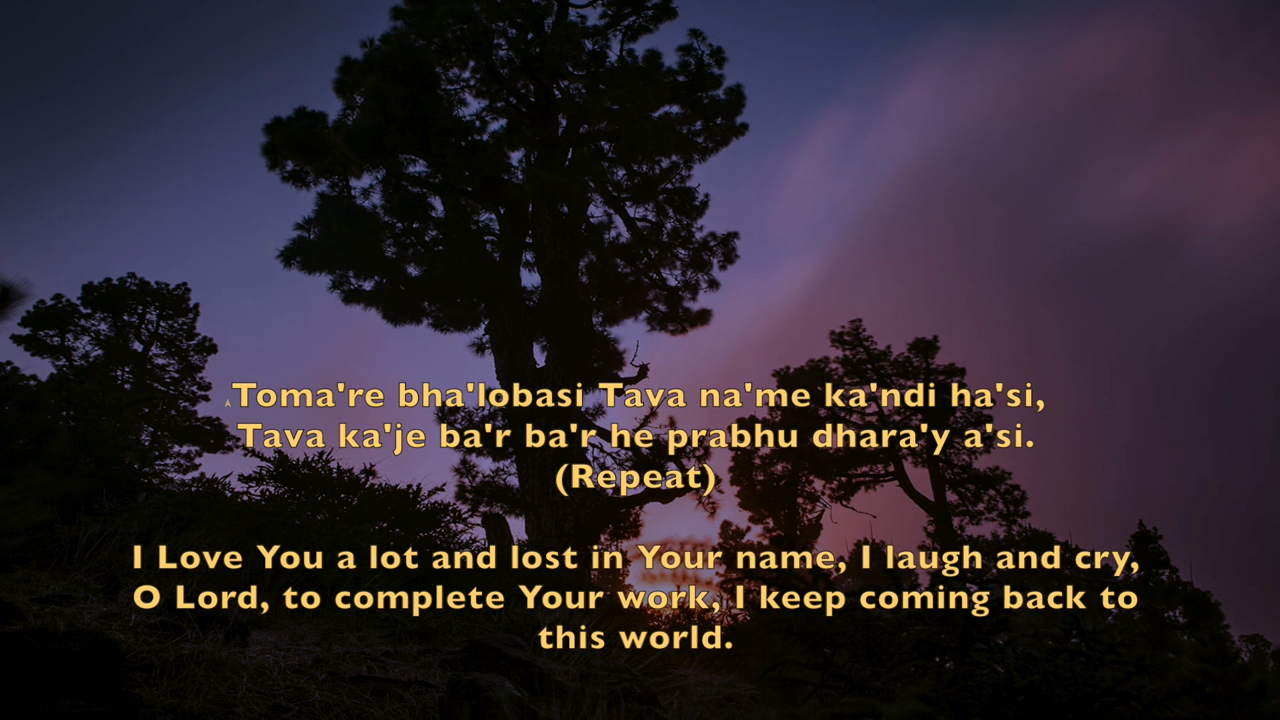 A Toma're bha'lobasi Tava na'me ka'ndi ha'si,
Tava ka'je ba'r ba'r he prabhu dhara'y a'si.
(Repeat)
I Love You a lot and lost in Your name, I laugh and cry,
O Lord, to complete Your work, I keep coming back to
this world.